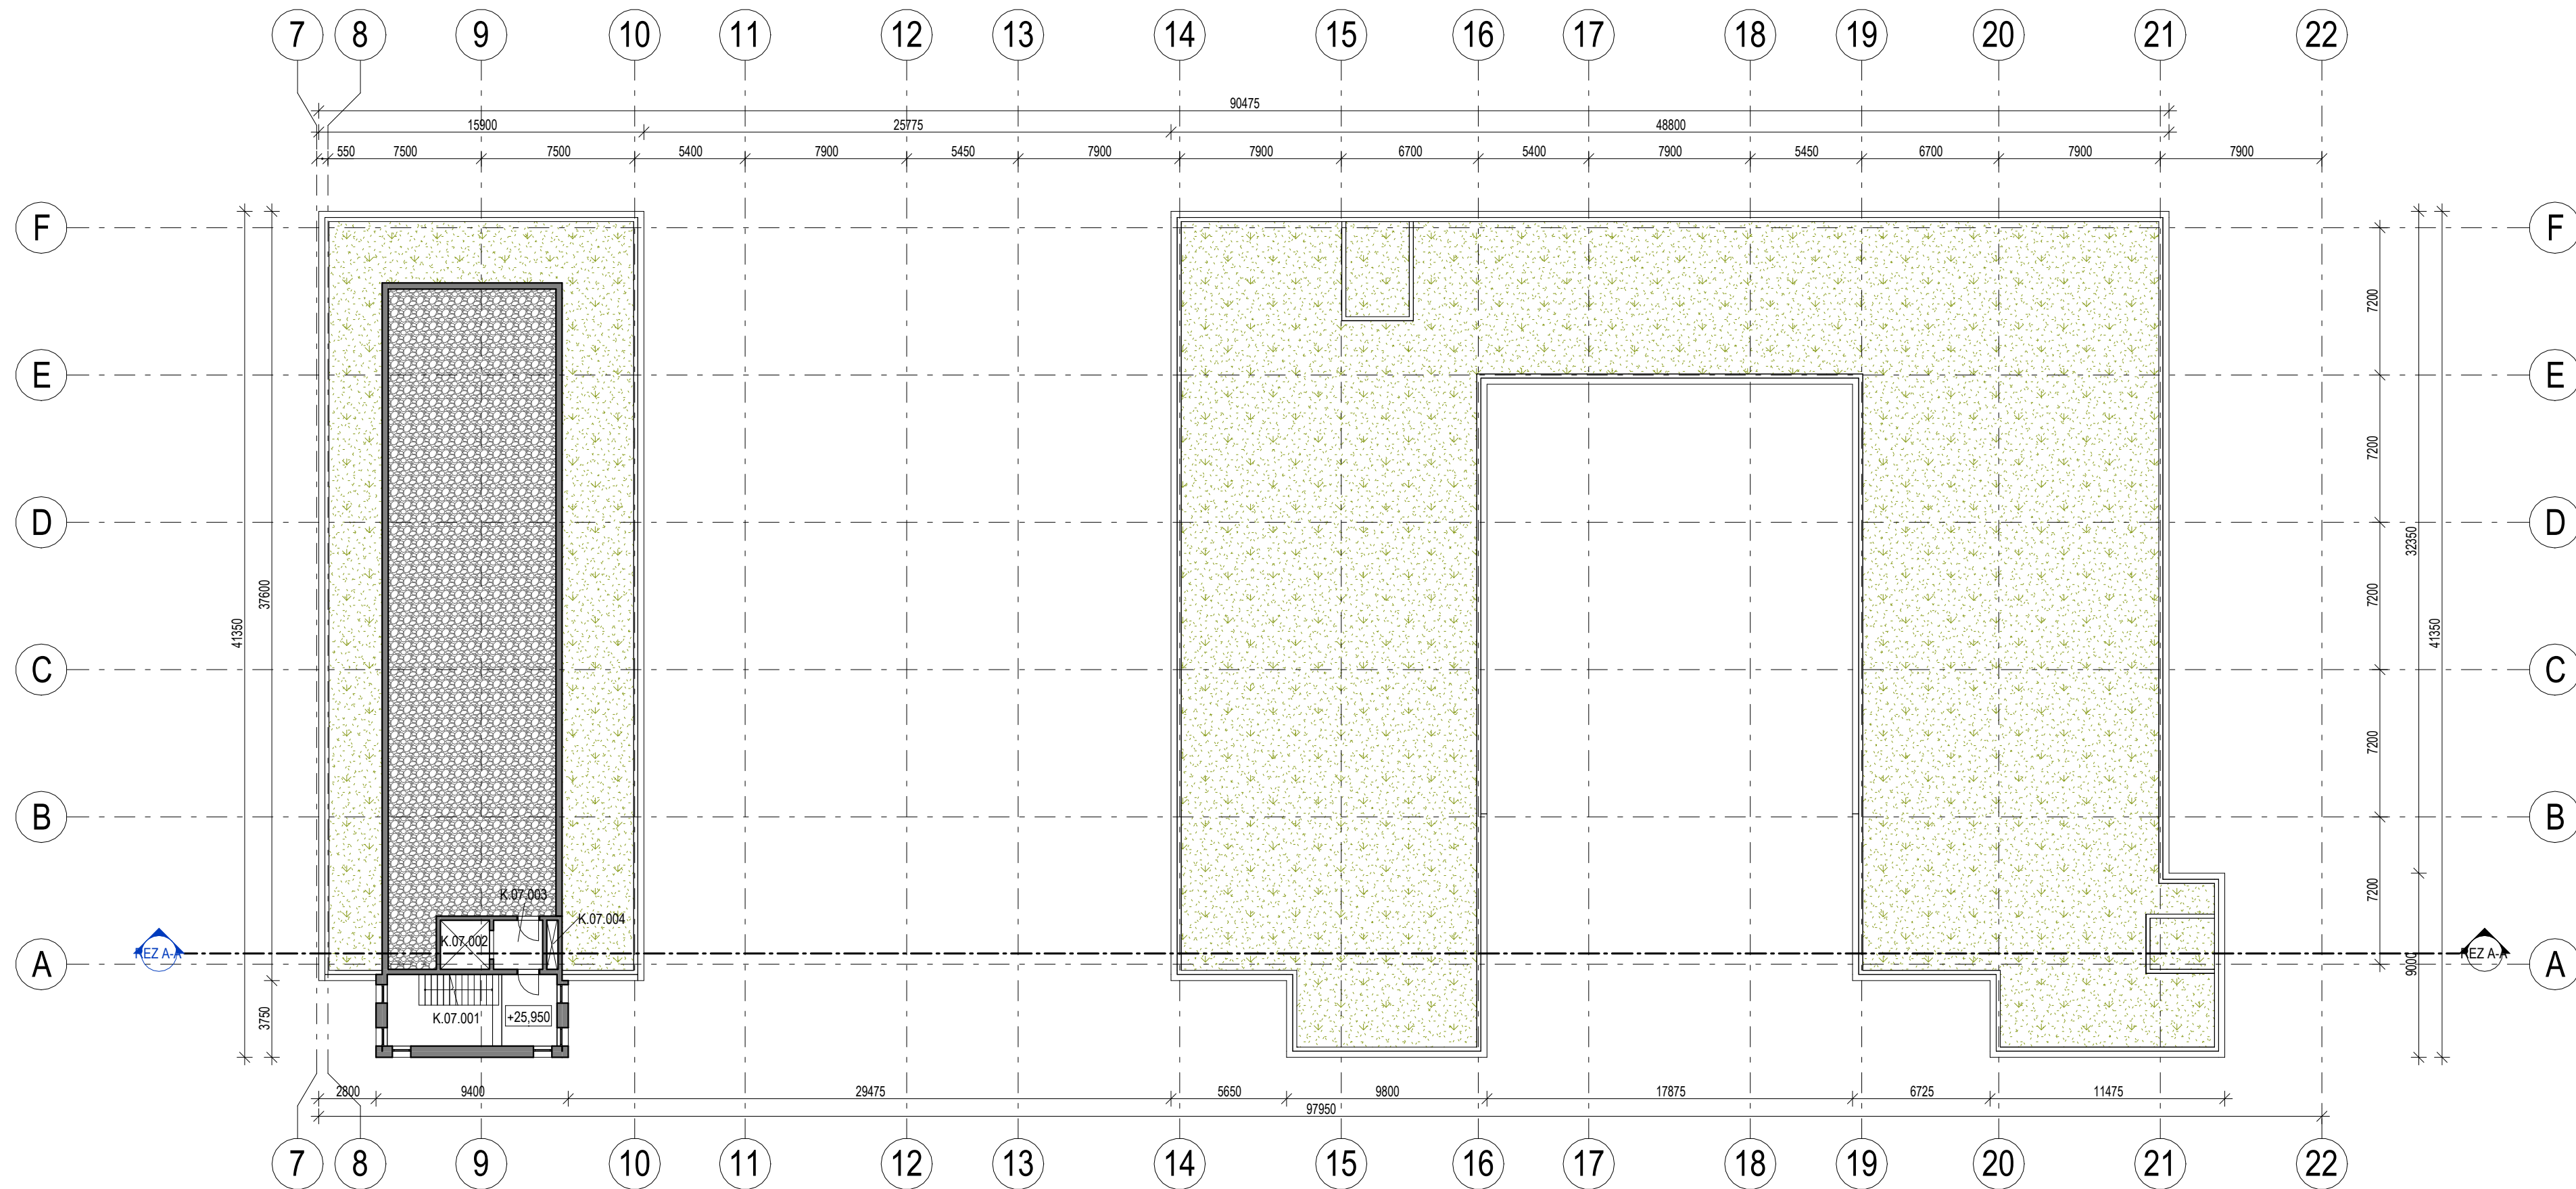 7 8 9 10 11 12 13 14 15 16 17 18 19 20 21 22
90475
15900 25775 48800
550 7500 7500 5400 7900 5450 7900 7900 6700 5400 7900 5450 6700 7900 7900
F F
7200
E E
7200
D D
32350
37600 7200
41350 41350
C C
7200
B B
7200
K.07.003
K.07.004
K.07.002
ŘEZ A-A ŘEZ A-A
A A
9000
3750 K.07.001 +25,950
2800 9400 29475 5650 9800 17875 6725 11475
97950
7 8 9 10 11 12 13 14 15 16 17 18 19 20 21 22